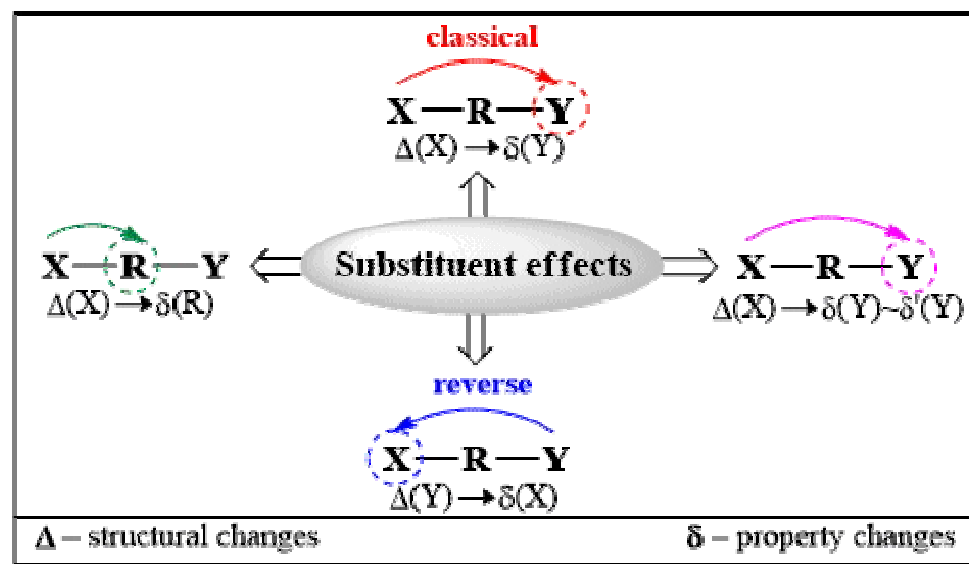 classical
X—R—Y
Δ(X)→δ(Y)
X—R—Y
Δ(X)→δ(R)
Substituent effects
X—R—Y
Δ(X)→δ(Y)~δ'(Y)
reverse
X—R—Y
Δ(Y)→δ(X)
Δ – structural changes
δ – property changes